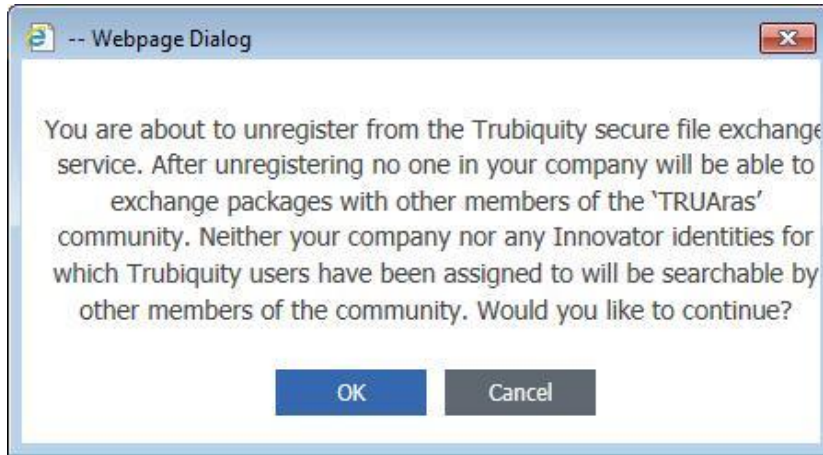 -- Webpage Dialog
You are about to unregister from the Trubiquity secure file exchange
service. After unregistering no one in your company will be able to
exchange packages with other members of the ‘TRUAras’
community. Neither your company nor any Innovator identities for
which Trubiquity users have been assigned to will be searchable by
other members of the community. Would you like to continue?
OK
Cancel